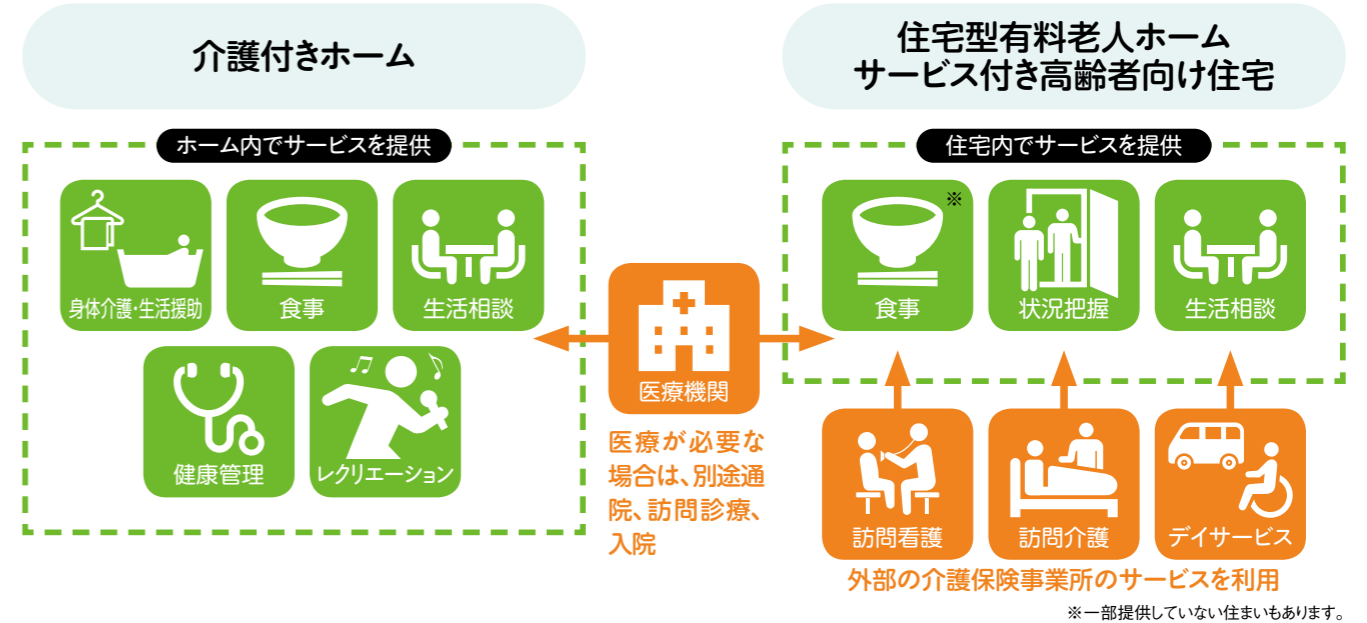 介護付きホーム
ホーム内でサービスを提供
身体介護・生活援助
食事
生活相談
健康管理
レクリエーション
医療機関
医療が必要な
場合は、別途通
院、訪問診療、
入院
住宅型有料老人ホーム
サービス付き高齢者向け住宅
住宅内でサービスを提供
※
食事
状況把握
生活相談
訪問看護
訪問介護
デイサービス
外部の介護保険事業所のサービスを利用
※一部提供していない住まいもあります。